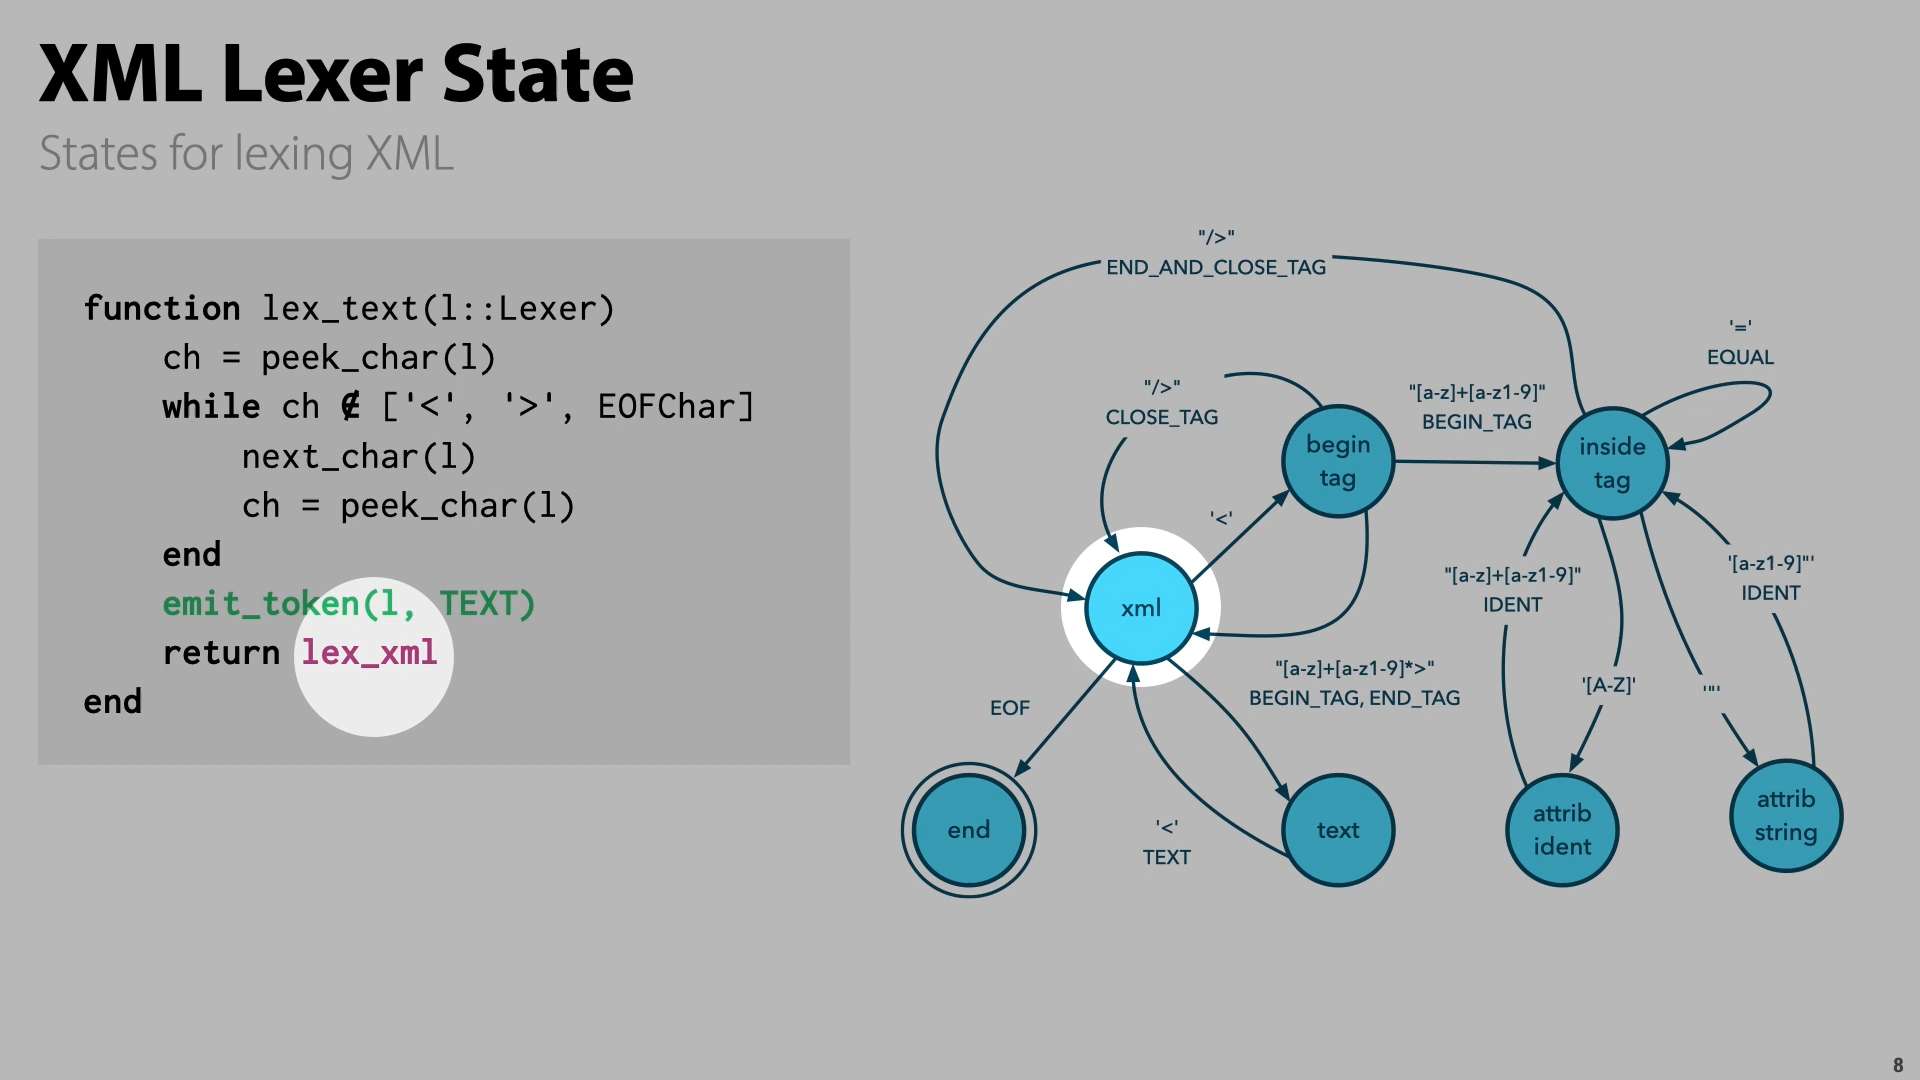 XML Lexer State
States for lexing XML
function lex_text(l::Lexer)
    ch = peek_char(l)
    while ch ∉ ['<', '>', EOFChar]
        next_char(l)
        ch = peek_char(l)
    end
    emit_token(l, TEXT)
    return lex_xml
end
"/>"
END_AND_CLOSE_TAG
'='
EQUAL
"/>"
CLOSE_TAG
"[a-z]+[a-z1-9]"
BEGIN_TAG
begin
tag
inside
tag
'<'
"[a-z]+[a-z1-9]"
IDENT
'[a-z1-9]"'
IDENT
xml
"[a-z]+[a-z1-9]*>"
BEGIN_TAG, END_TAG
'[A-Z]'
'"'
EOF
end
'<'
TEXT
text
attrib
ident
attrib
string
8